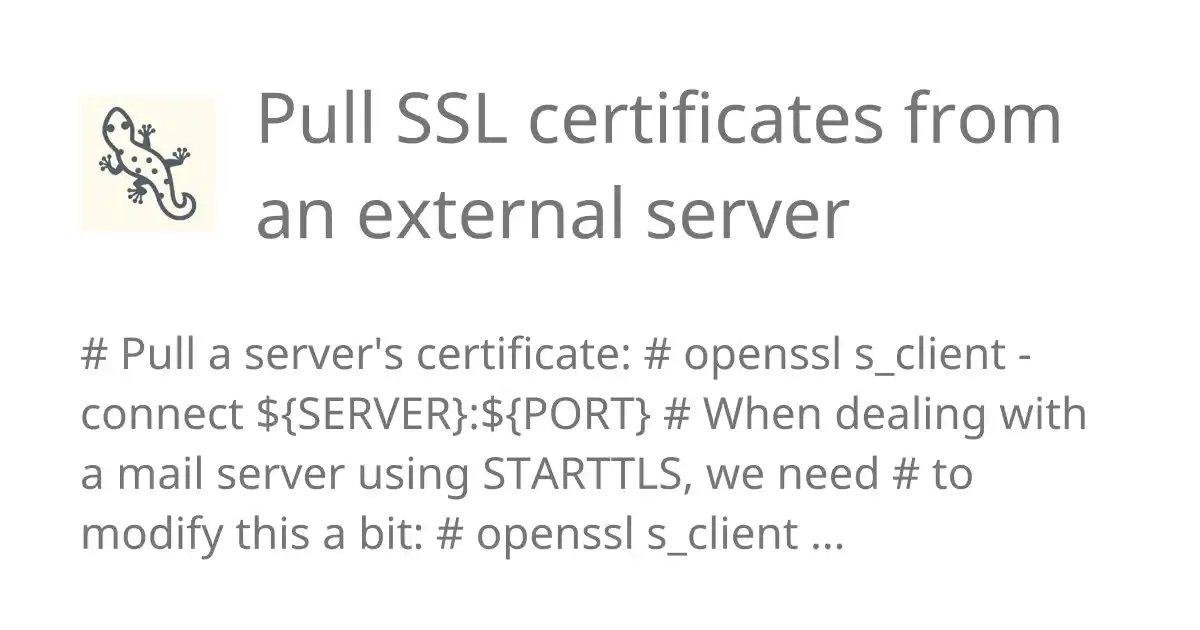 Pull SSL certificates from
an external server
# Pull a server's certificate: # openssl s_client -
connect ${SERVER}:${PORT} # When dealing with
a mail server using STARTTLS, we need # to
modify this a bit: # openssl s_client ...